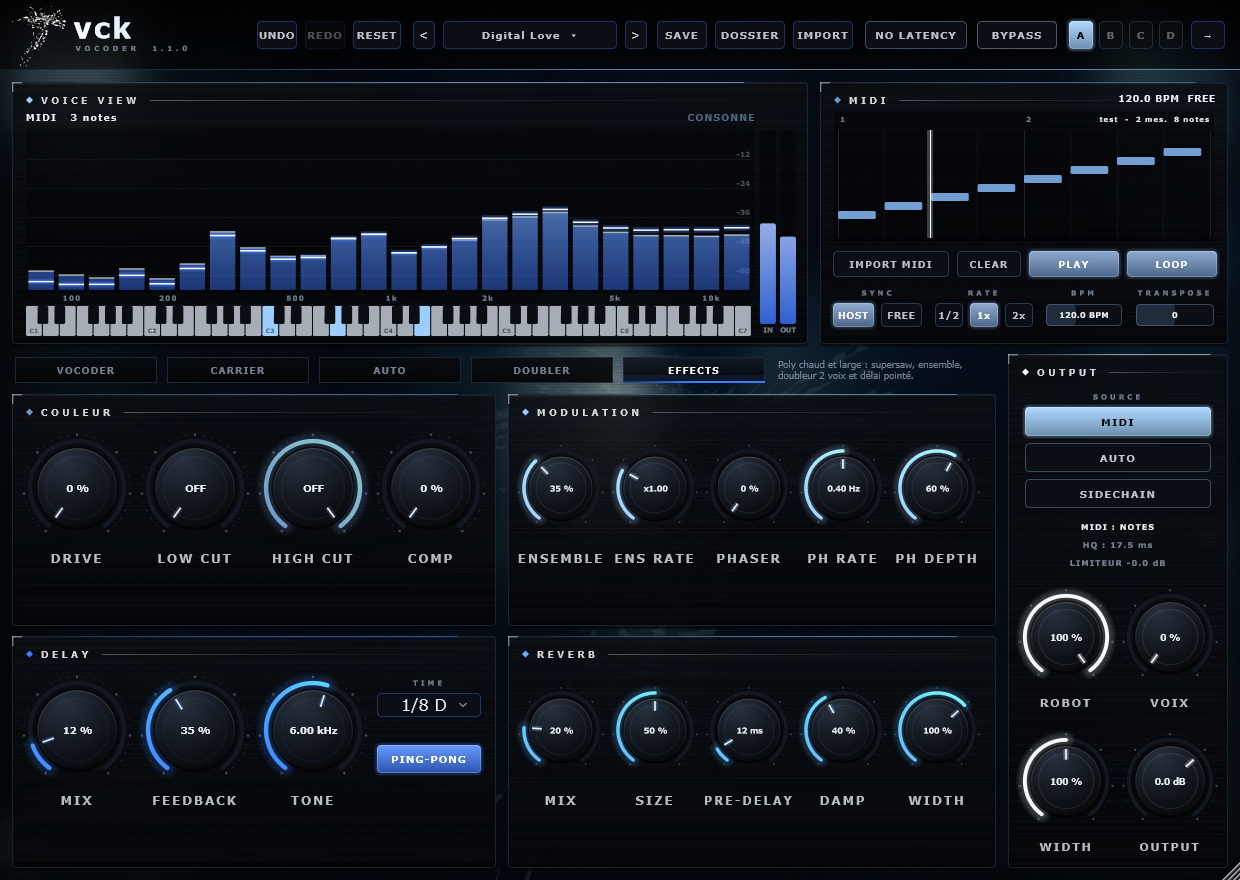 vck
VOCODER 1.1.0
UNDO REDO RESET < Digital Love > SAVE DOSSIER IMPORT NO LATENCY BYPASS A B C D →
VOICE VIEW
MIDI 3 notes CONSONNE
-12
-24
-36
-48
-60
100 200 500 1k 2k 5k 10k
C1 C2 C3 C4 C5 C6 C7
IN OUT
MIDI 120.0 BPM FREE
1 2 test - 2 mes. 8 notes
IMPORT MIDI CLEAR PLAY LOOP
SYNC RATE BPM TRANSPOSE
HOST FREE 1/2 1x 2x 120.0 BPM 0
VOCODER CARRIER AUTO DOUBLER EFFECTS
Poly chaud et large : supersaw, ensemble,
doubleur 2 voix et délai pointé.
COULEUR
0 % OFF OFF 0 %
DRIVE LOW CUT HIGH CUT COMP
MODULATION
35 % x1.00 0 % 0.40 Hz 60 %
ENSEMBLE ENS RATE PHASER PH RATE PH DEPTH
DELAY
12 % 35 % 6.00 kHz
MIX FEEDBACK TONE
TIME
1/8 D
PING-PONG
REVERB
20 % 50 % 12 ms 40 % 100 %
MIX SIZE PRE-DELAY DAMP WIDTH
OUTPUT
SOURCE
MIDI
AUTO
SIDECHAIN
MIDI : NOTES
HQ : 17.5 ms
LIMITEUR -0.0 dB
100 % 0 %
ROBOT VOIX
100 % 0.0 dB
WIDTH OUTPUT